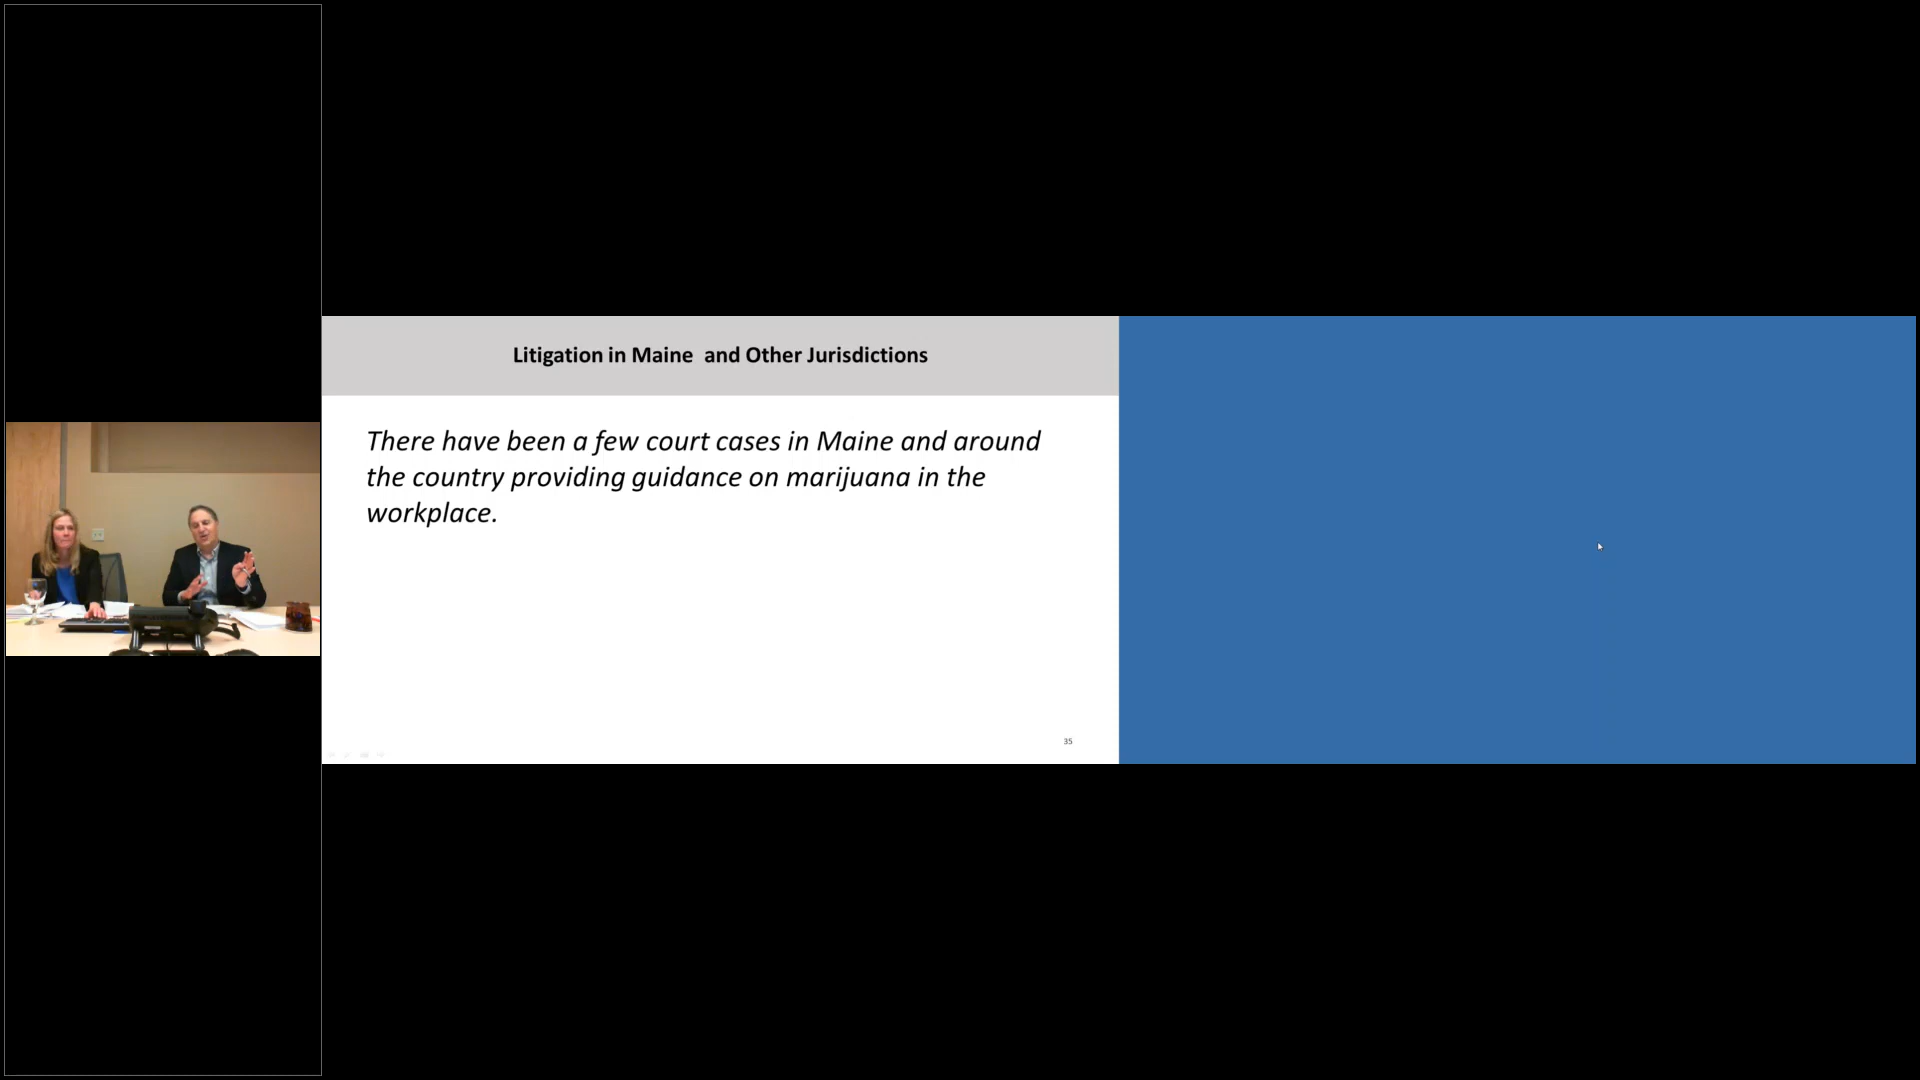 Litigation in Maine  and Other Jurisdictions
There have been a few court cases in Maine and around
the country providing guidance on marijuana in the
workplace.
35